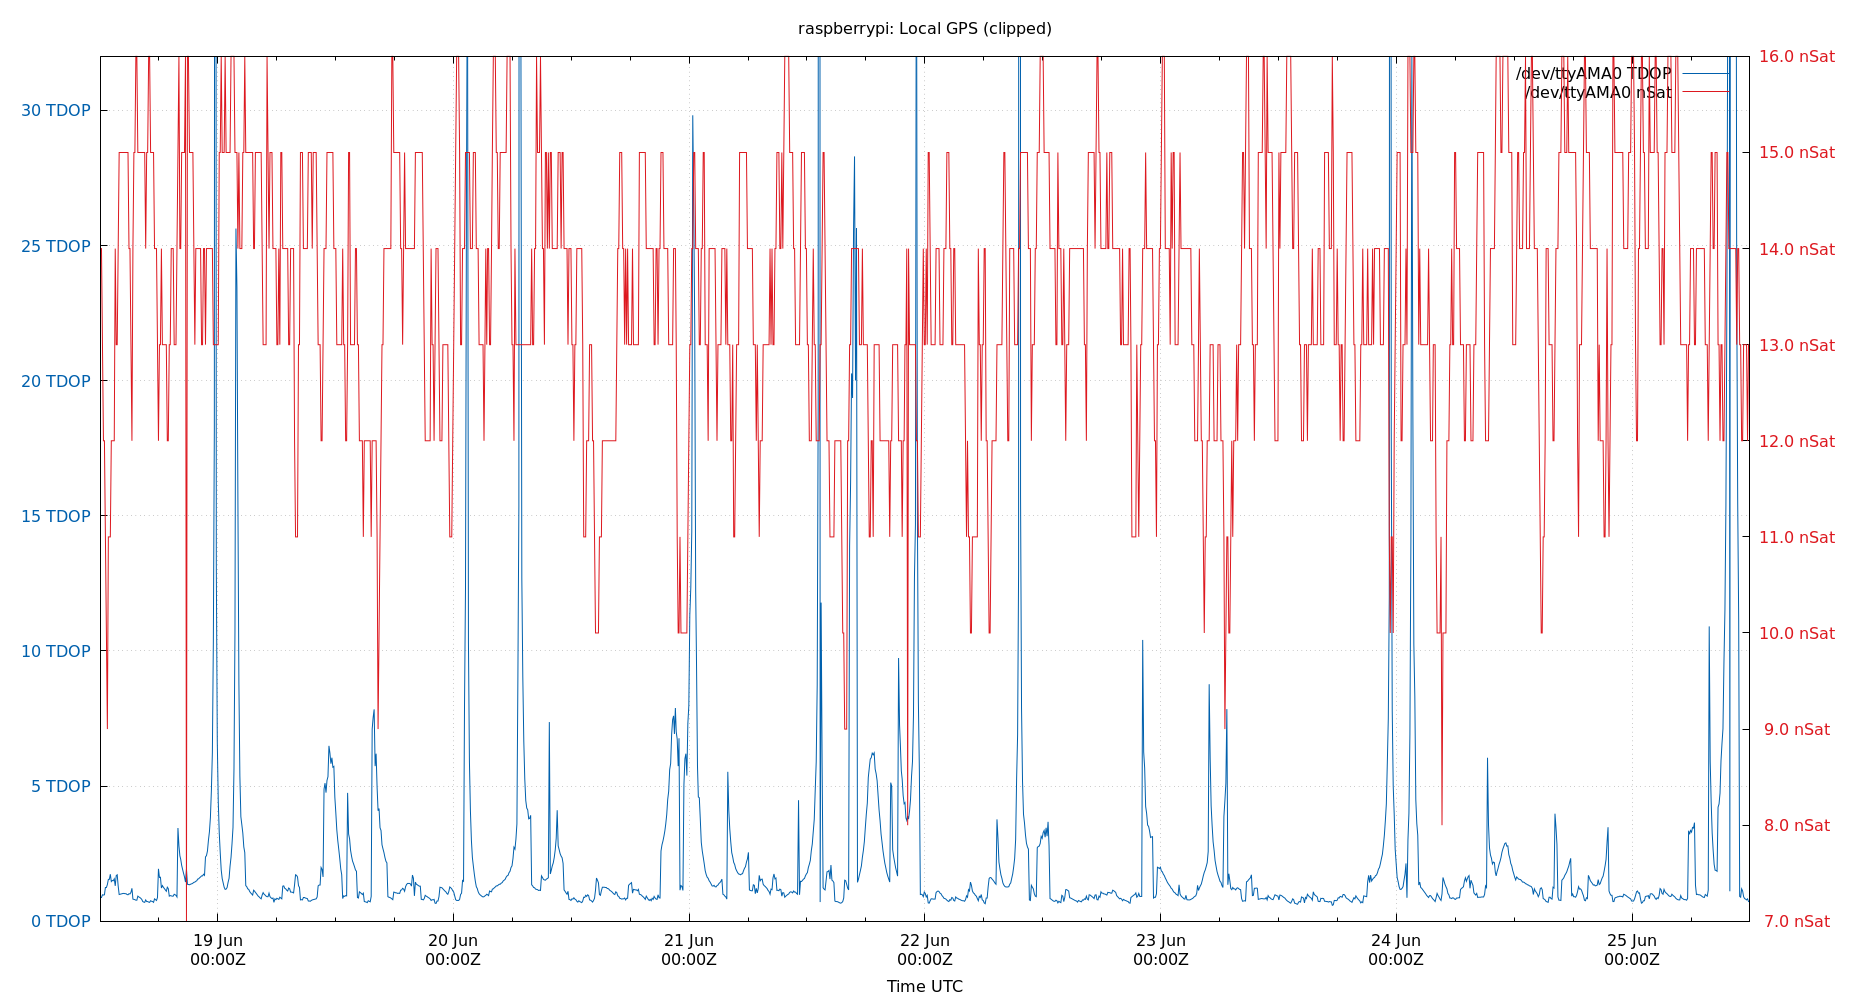 raspberrypi: Local GPS (clipped)
/dev/ttyAMA0 TDOP
/dev/ttyAMA0 nSat
30 TDOP
25 TDOP
20 TDOP
15 TDOP
10 TDOP
5 TDOP
0 TDOP
16.0 nSat
15.0 nSat
14.0 nSat
13.0 nSat
12.0 nSat
11.0 nSat
10.0 nSat
9.0 nSat
8.0 nSat
7.0 nSat
19 Jun
00:00Z
20 Jun
00:00Z
21 Jun
00:00Z
22 Jun
00:00Z
23 Jun
00:00Z
24 Jun
00:00Z
25 Jun
00:00Z
Time UTC